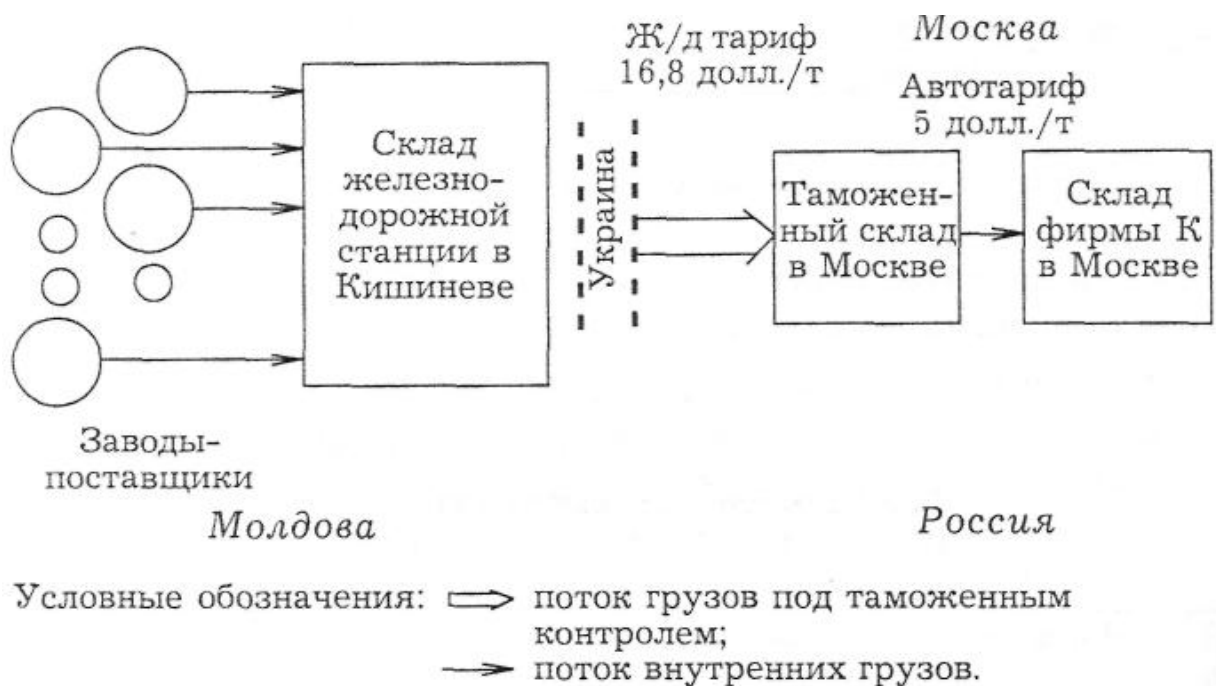 Ж/д тариф
16,8 долл./т
Москва
Автотариф
5 долл./т
Склад
железно-
дорожной
станции в
Кишиневе
Украина
Таможен-
ный склад
в Москве
Склад
фирмы К
в Москве
Заводы-
поставщики
Молдова
Россия
Условные обозначения:
поток грузов под таможенным
контролем;
поток внутренних грузов.